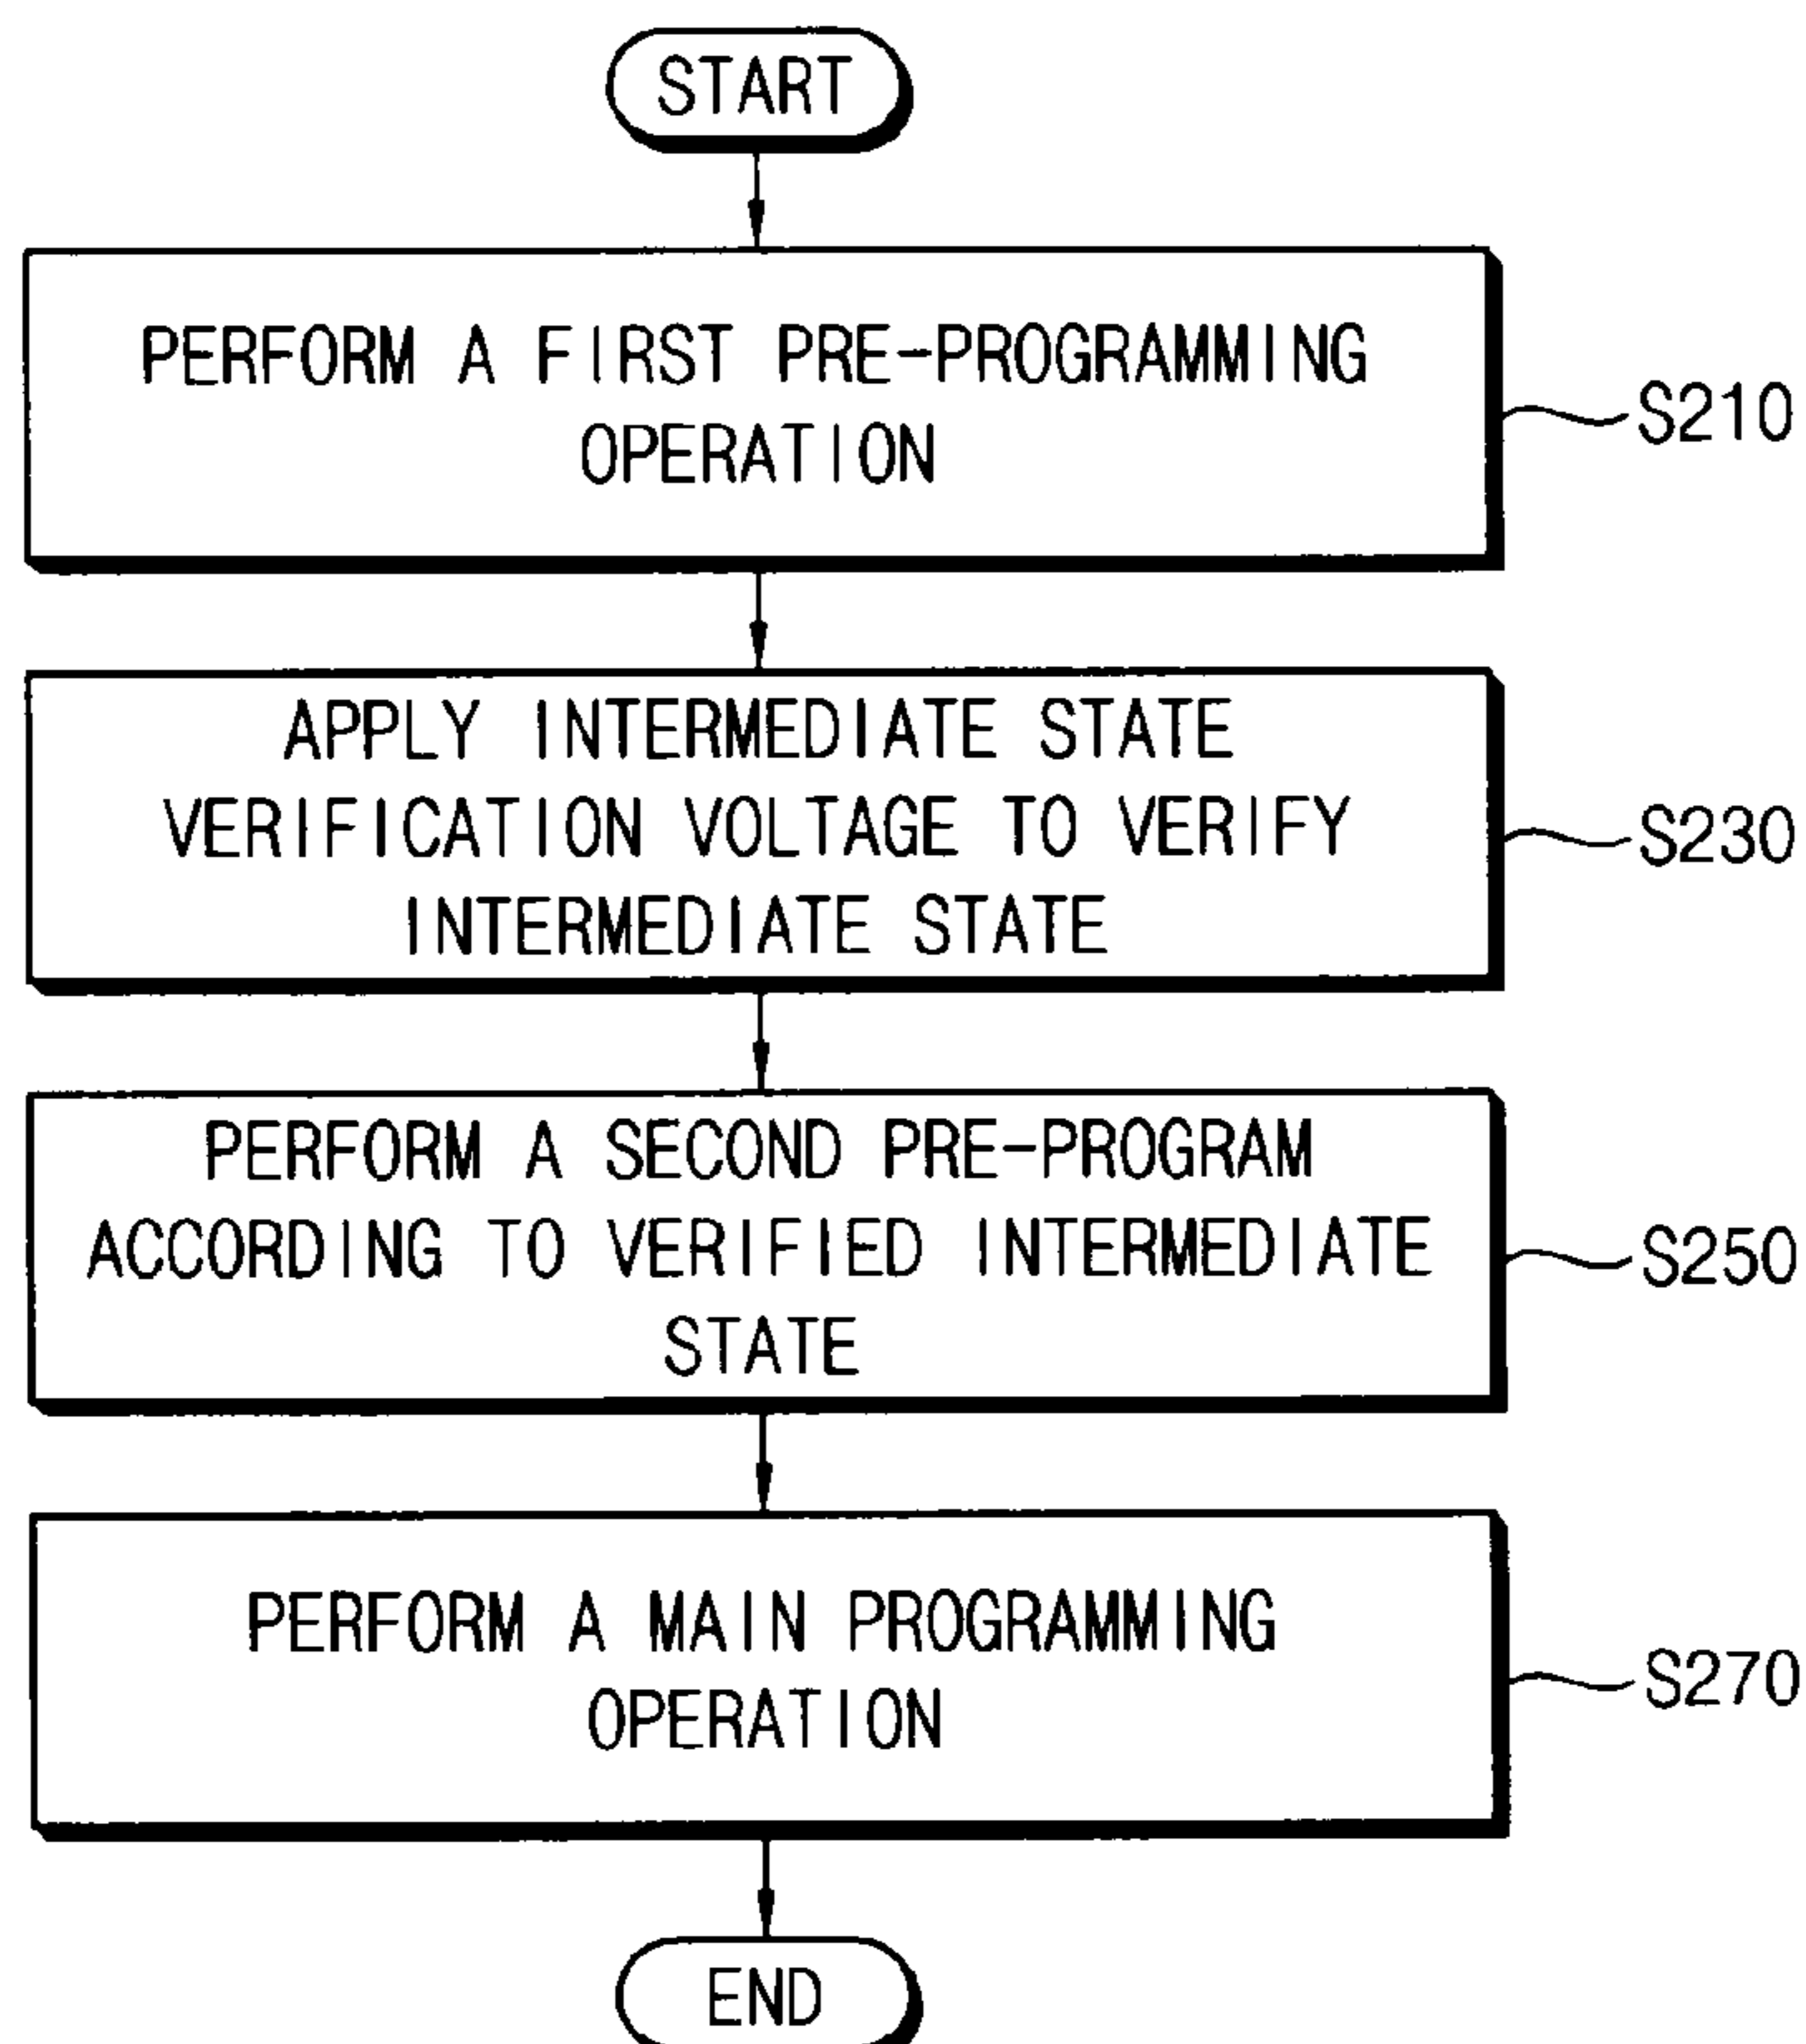 START
PERFORM A FIRST PRE-PROGRAMMING
OPERATION
S210
APPLY INTERMEDIATE STATE
VERIFICATION VOLTAGE TO VERIFY
INTERMEDIATE STATE
S230
PERFORM A SECOND PRE-PROGRAM
ACCORDING TO VERIFIED INTERMEDIATE
STATE
S250
PERFORM A MAIN PROGRAMMING
OPERATION
S270
END